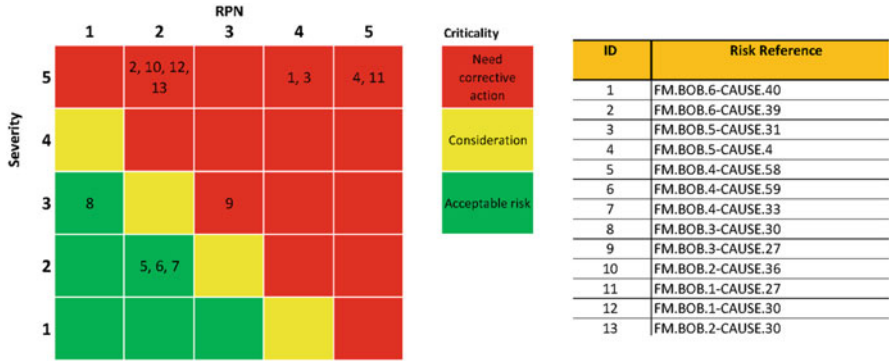 RPN
1 2 3 4 5
Severity
5
2, 10, 12,
13
1, 3
4, 11
4
3
8
9
2
5, 6, 7
1
Criticality
Need
corrective
action
Consideration
Acceptable risk
ID Risk Reference
1 FM.BOB.6-CAUSE.40
2 FM.BOB.6-CAUSE.39
3 FM.BOB.5-CAUSE.31
4 FM.BOB.5-CAUSE.4
5 FM.BOB.4-CAUSE.58
6 FM.BOB.4-CAUSE.59
7 FM.BOB.4-CAUSE.33
8 FM.BOB.3-CAUSE.30
9 FM.BOB.3-CAUSE.27
10 FM.BOB.2-CAUSE.36
11 FM.BOB.1-CAUSE.27
12 FM.BOB.1-CAUSE.30
13 FM.BOB.2-CAUSE.30